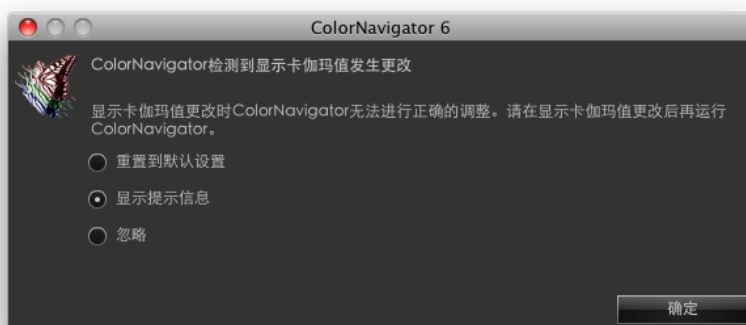 ColorNavigator 6
ColorNavigator检测到显示卡伽玛值发生更改
显示卡伽玛值更改时ColorNavigator无法进行正确的调整。请在显示卡伽玛值更改后再运行
ColorNavigator。
重置到默认设置
显示提示信息
忽略
确定